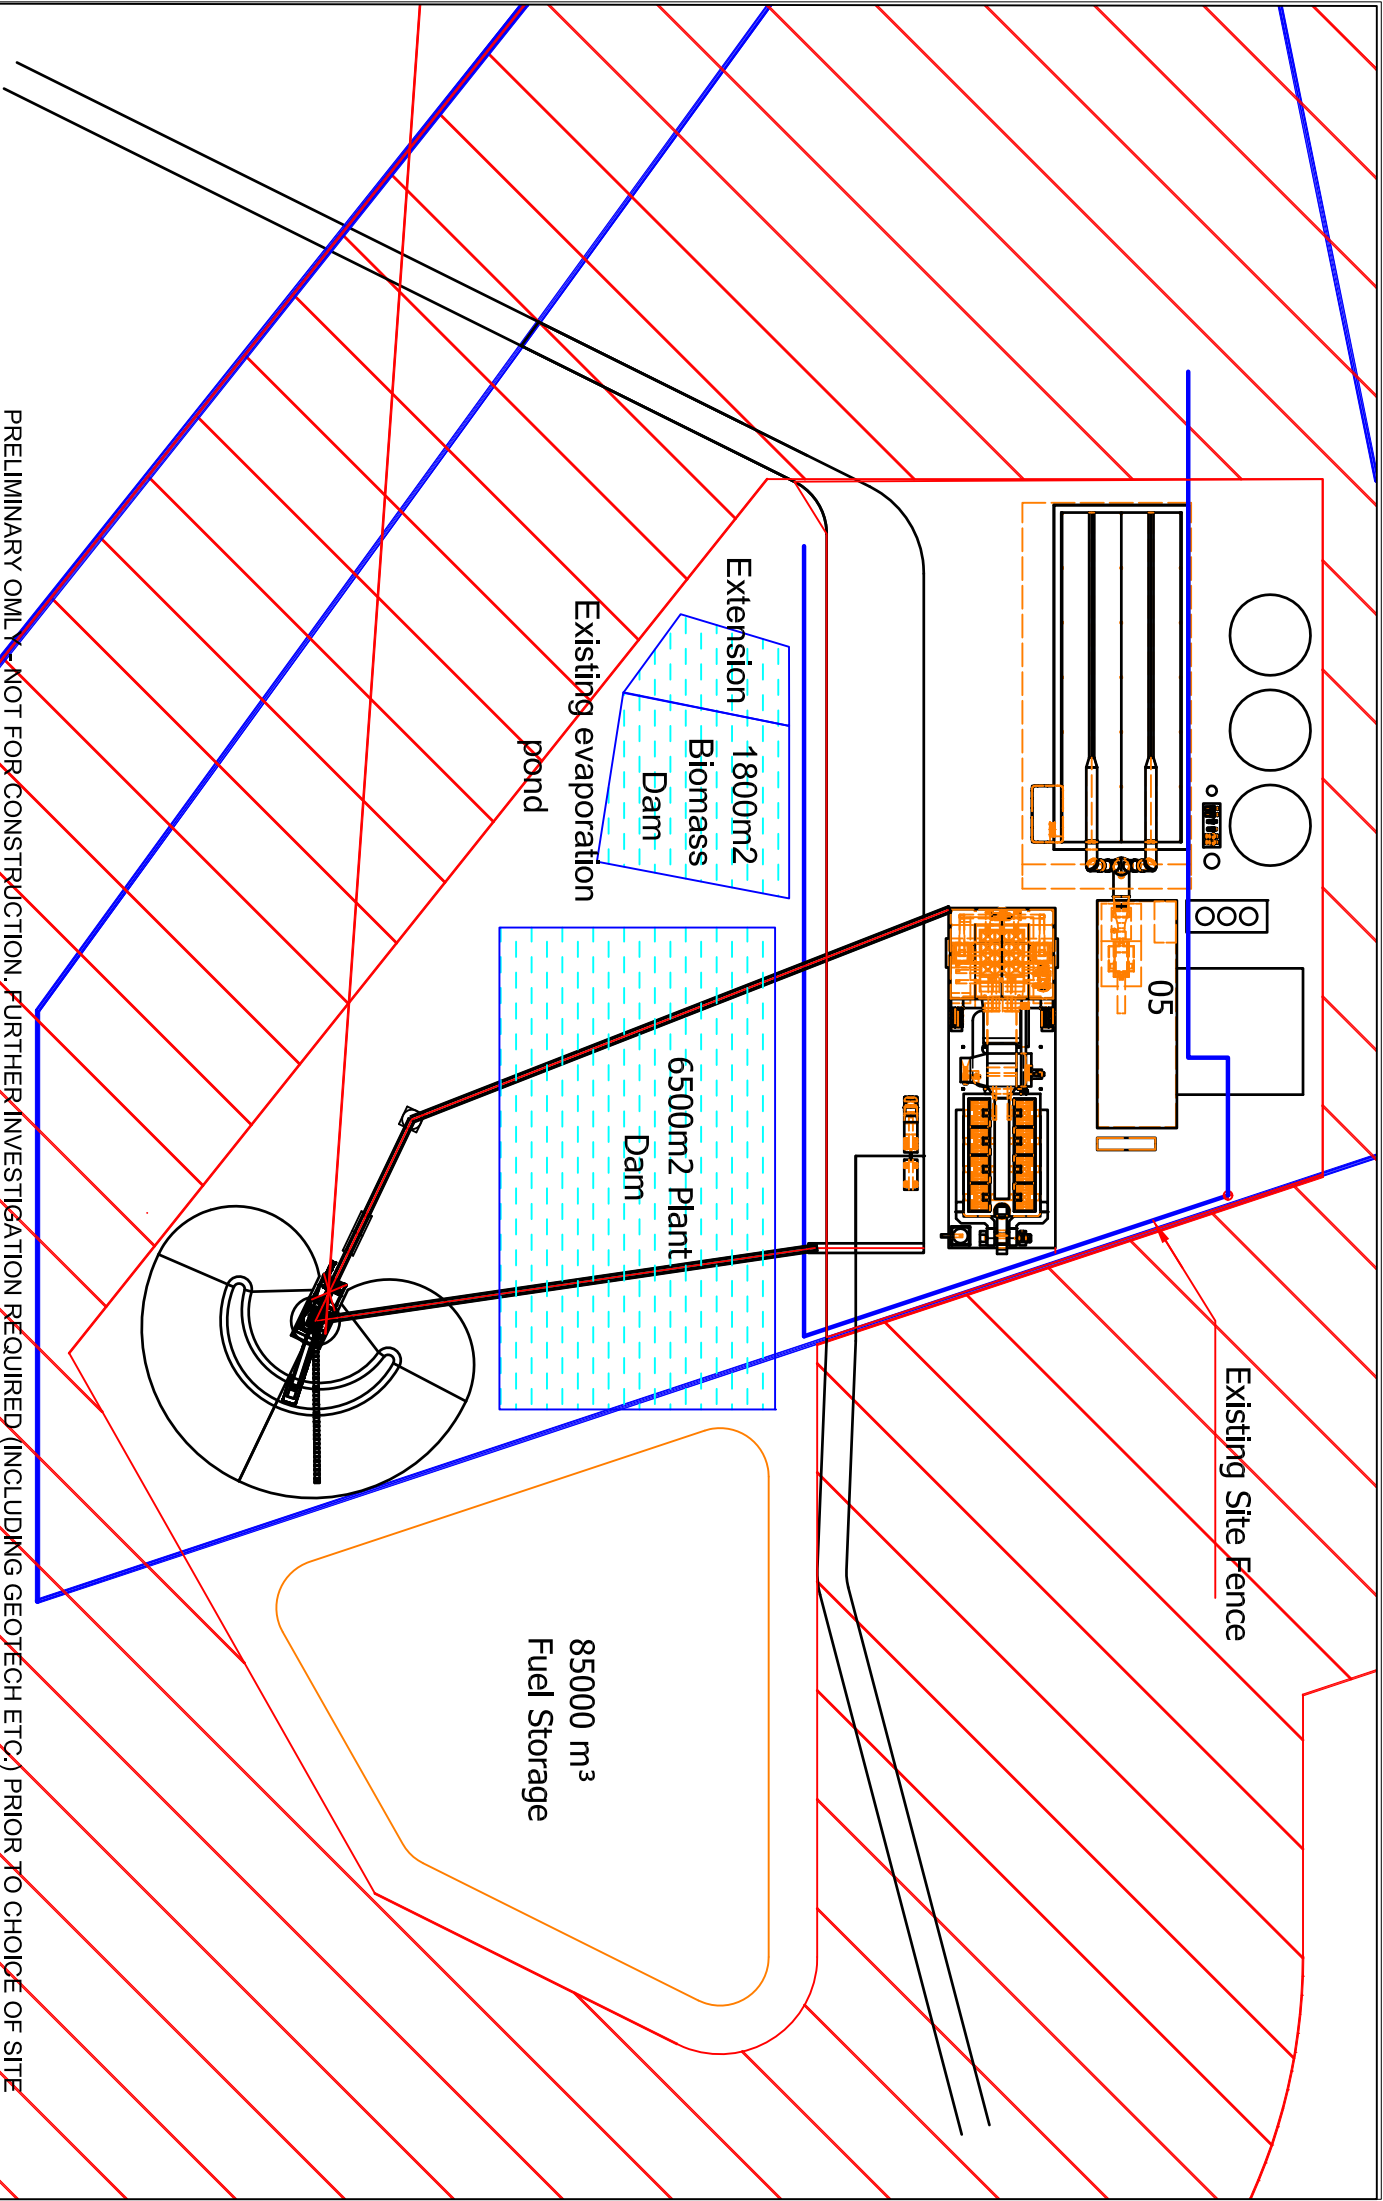 05
Existing Site Fence
Extension
1800m2
Biomass
Dam
Existing evaporation
pond
6500m2 Plant
Dam
85000 m³
Fuel Storage
PRELIMINARY OMLY - NOT FOR CONSTRUCTION. FURTHER INVESTIGATION REQUIRED (INCLUDING GEOTECH ETC.) PRIOR TO CHOICE OF SITE